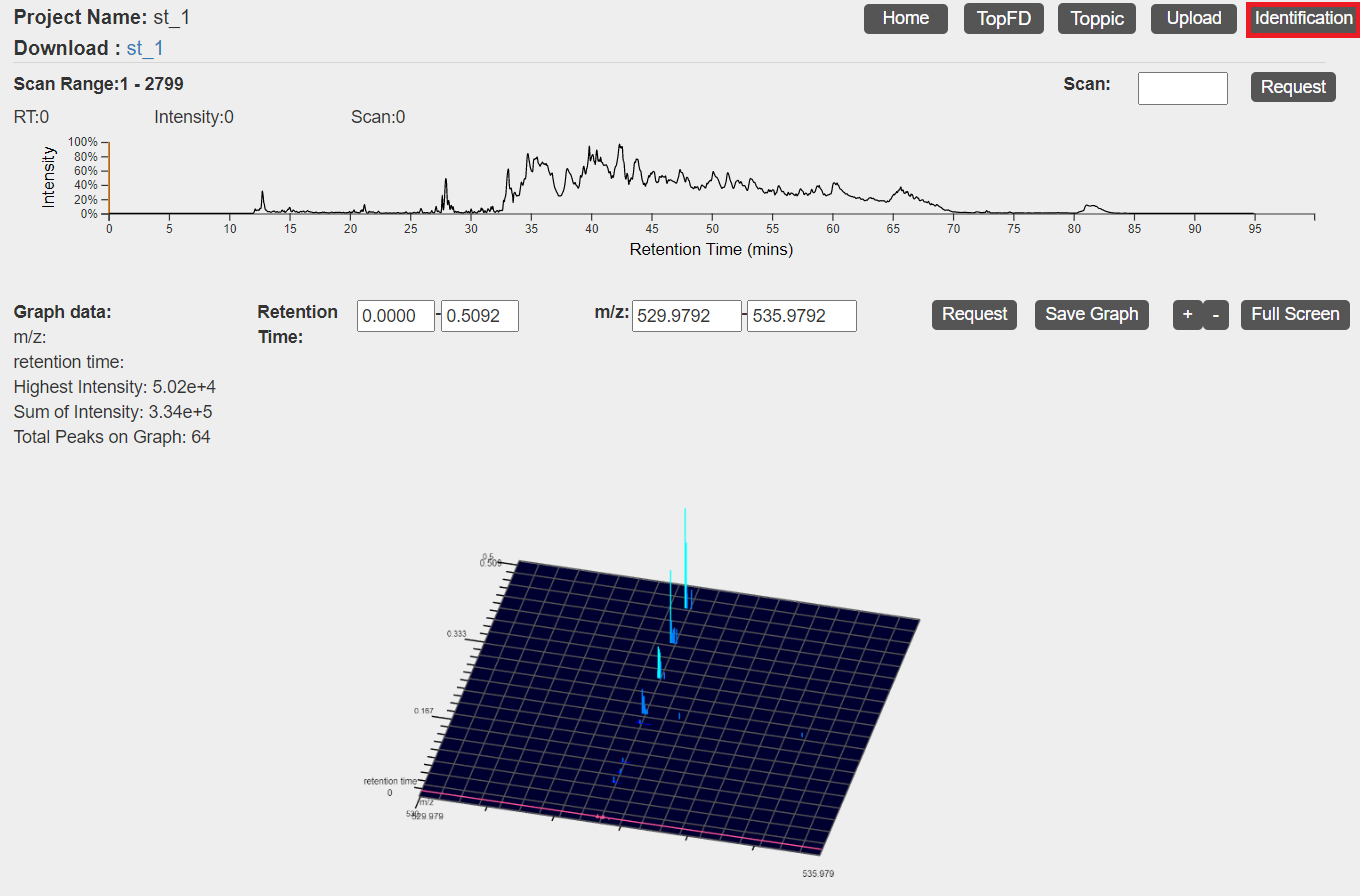 Project Name: st_1
Home
TopFD
Toppic
Upload
Identification
Download : st_1
Scan Range:1 - 2799
Scan:
Request
RT:0
Intensity:0
Scan:0
Intensity
100%
80%
60%
40%
20%
0%
0 5 10 15 20 25 30 35 40 45 50 55 60 65 70 75 80 85 90 95
Retention Time (mins)
Graph data:
m/z:
retention time:
Highest Intensity: 5.02e+4
Sum of Intensity: 3.34e+5
Total Peaks on Graph: 64
Retention Time:
0.0000 - 0.5092
m/z: 529.9792 - 535.9792
Request
Save Graph
+
-
Full Screen
0.5
0.509
0.333
0.167
retention time
0
m/z
529.979
535.979